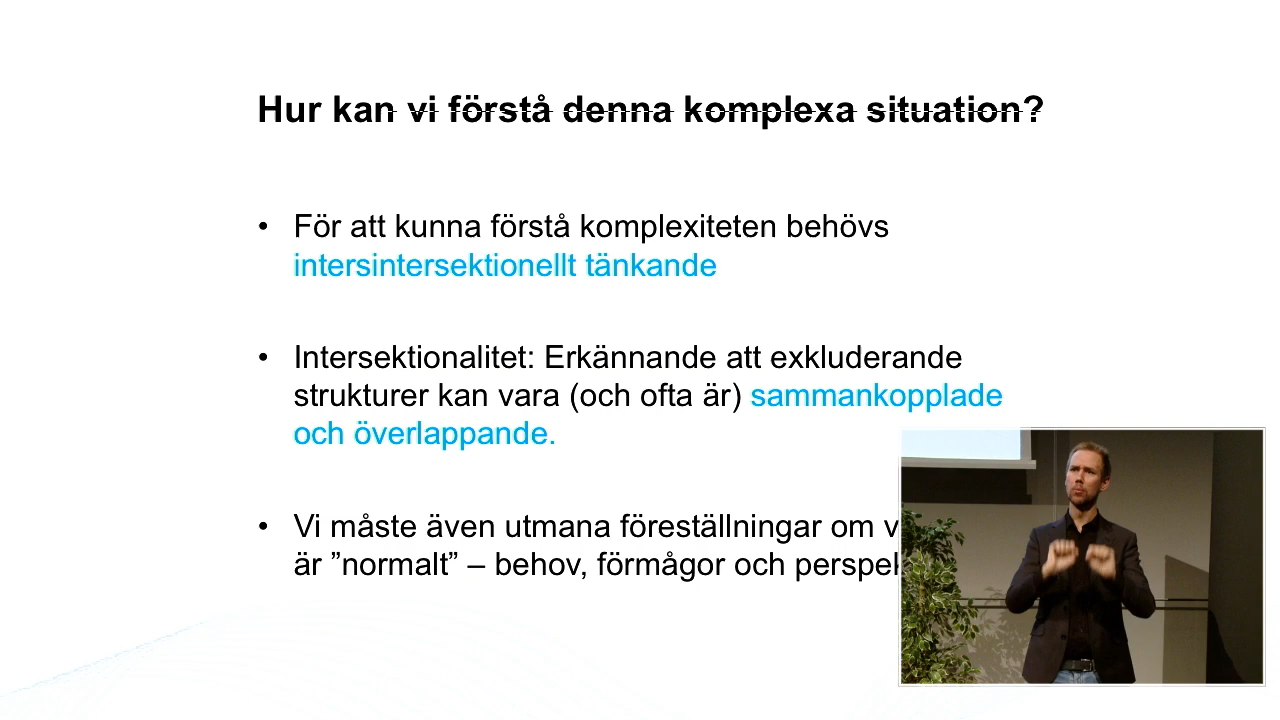 Hur kan vi förstå denna komplexa situation?
• För att kunna förstå komplexiteten behövs
intersintersektionellt tänkande
• Intersektionalitet: Erkännande att exkluderande
strukturer kan vara (och ofta är) sammankopplade
och överlappande.
• Vi måste även utmana föreställningar om
är ”normalt” – behov, förmågor och